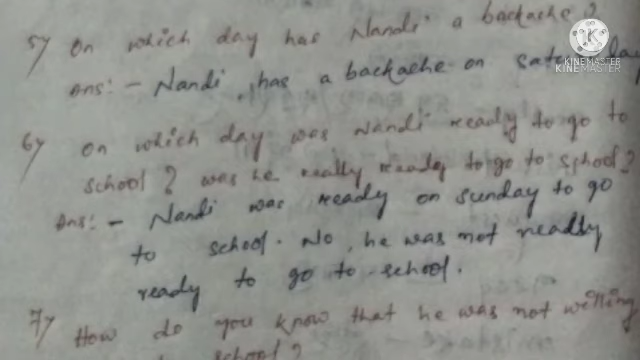 5) On which day has Nandi a backache?
Ans:- Nandi has a backache on saturday
6) On which day was Nandi ready to go to
school? was he really ready to go to school?
Ans:- Nandi was ready on sunday to go
to school. No, he was not really
ready to go to school.
7) How do you know that he was not willing
school?
KINEMASTER
KINEMASTER